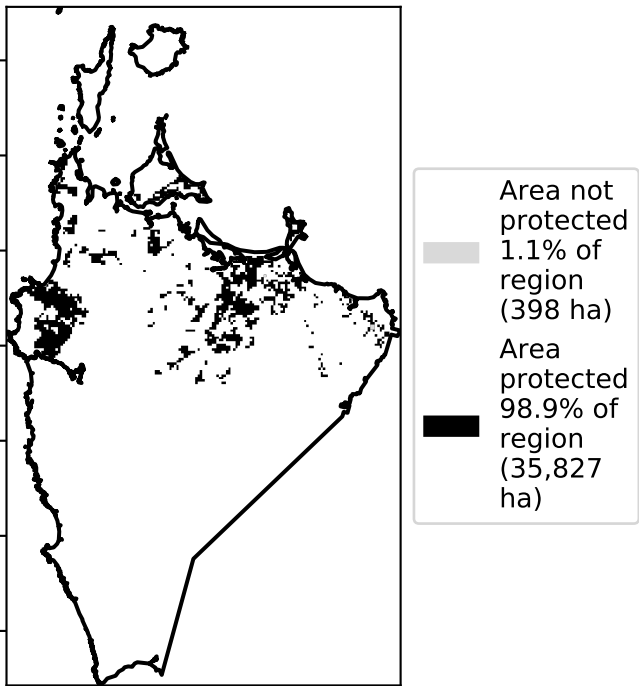 Area not
protected
1.1% of
region
(398 ha)
Area
protected
98.9% of
region
(35,827
ha)